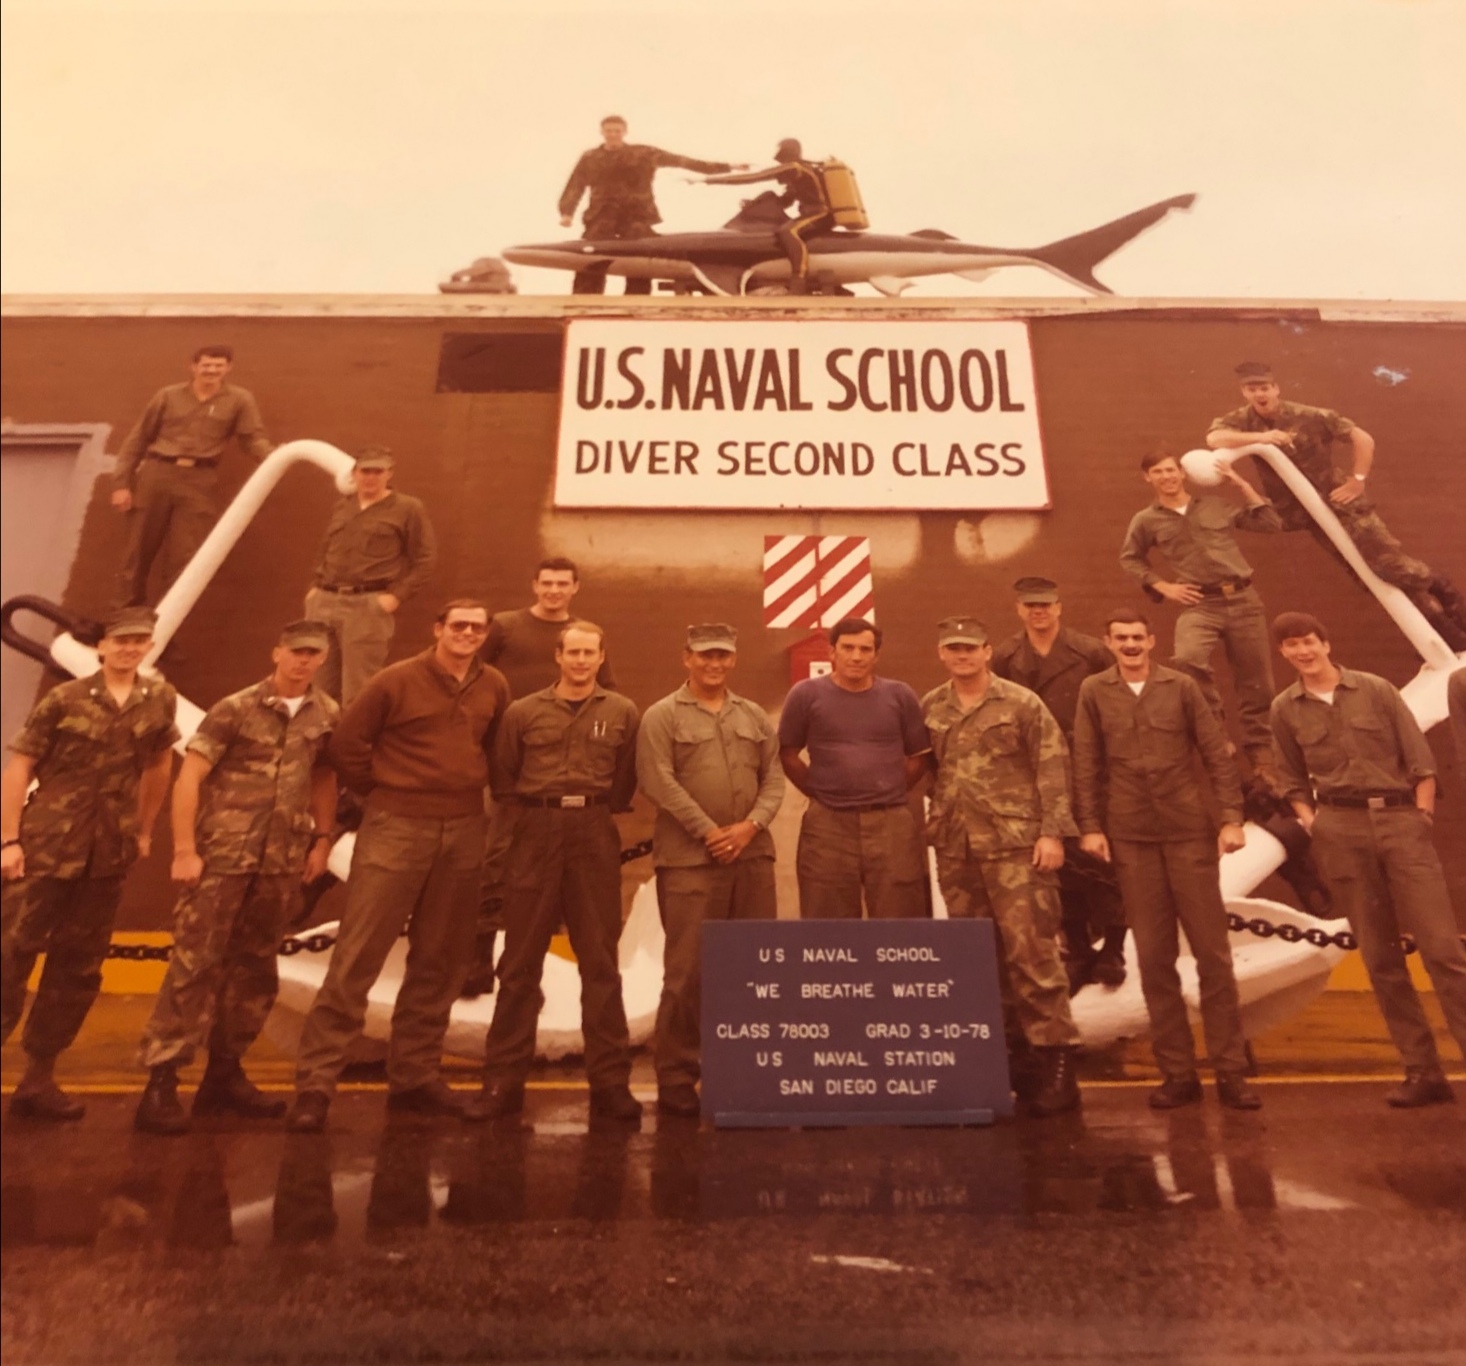 U.S. NAVAL SCHOOL
DIVER SECOND CLASS
US NAVAL SCHOOL
"WE BREATHE WATER"
CLASS 78003 GRAD 3-10-78
US NAVAL STATION
SAN DIEGO CALIF